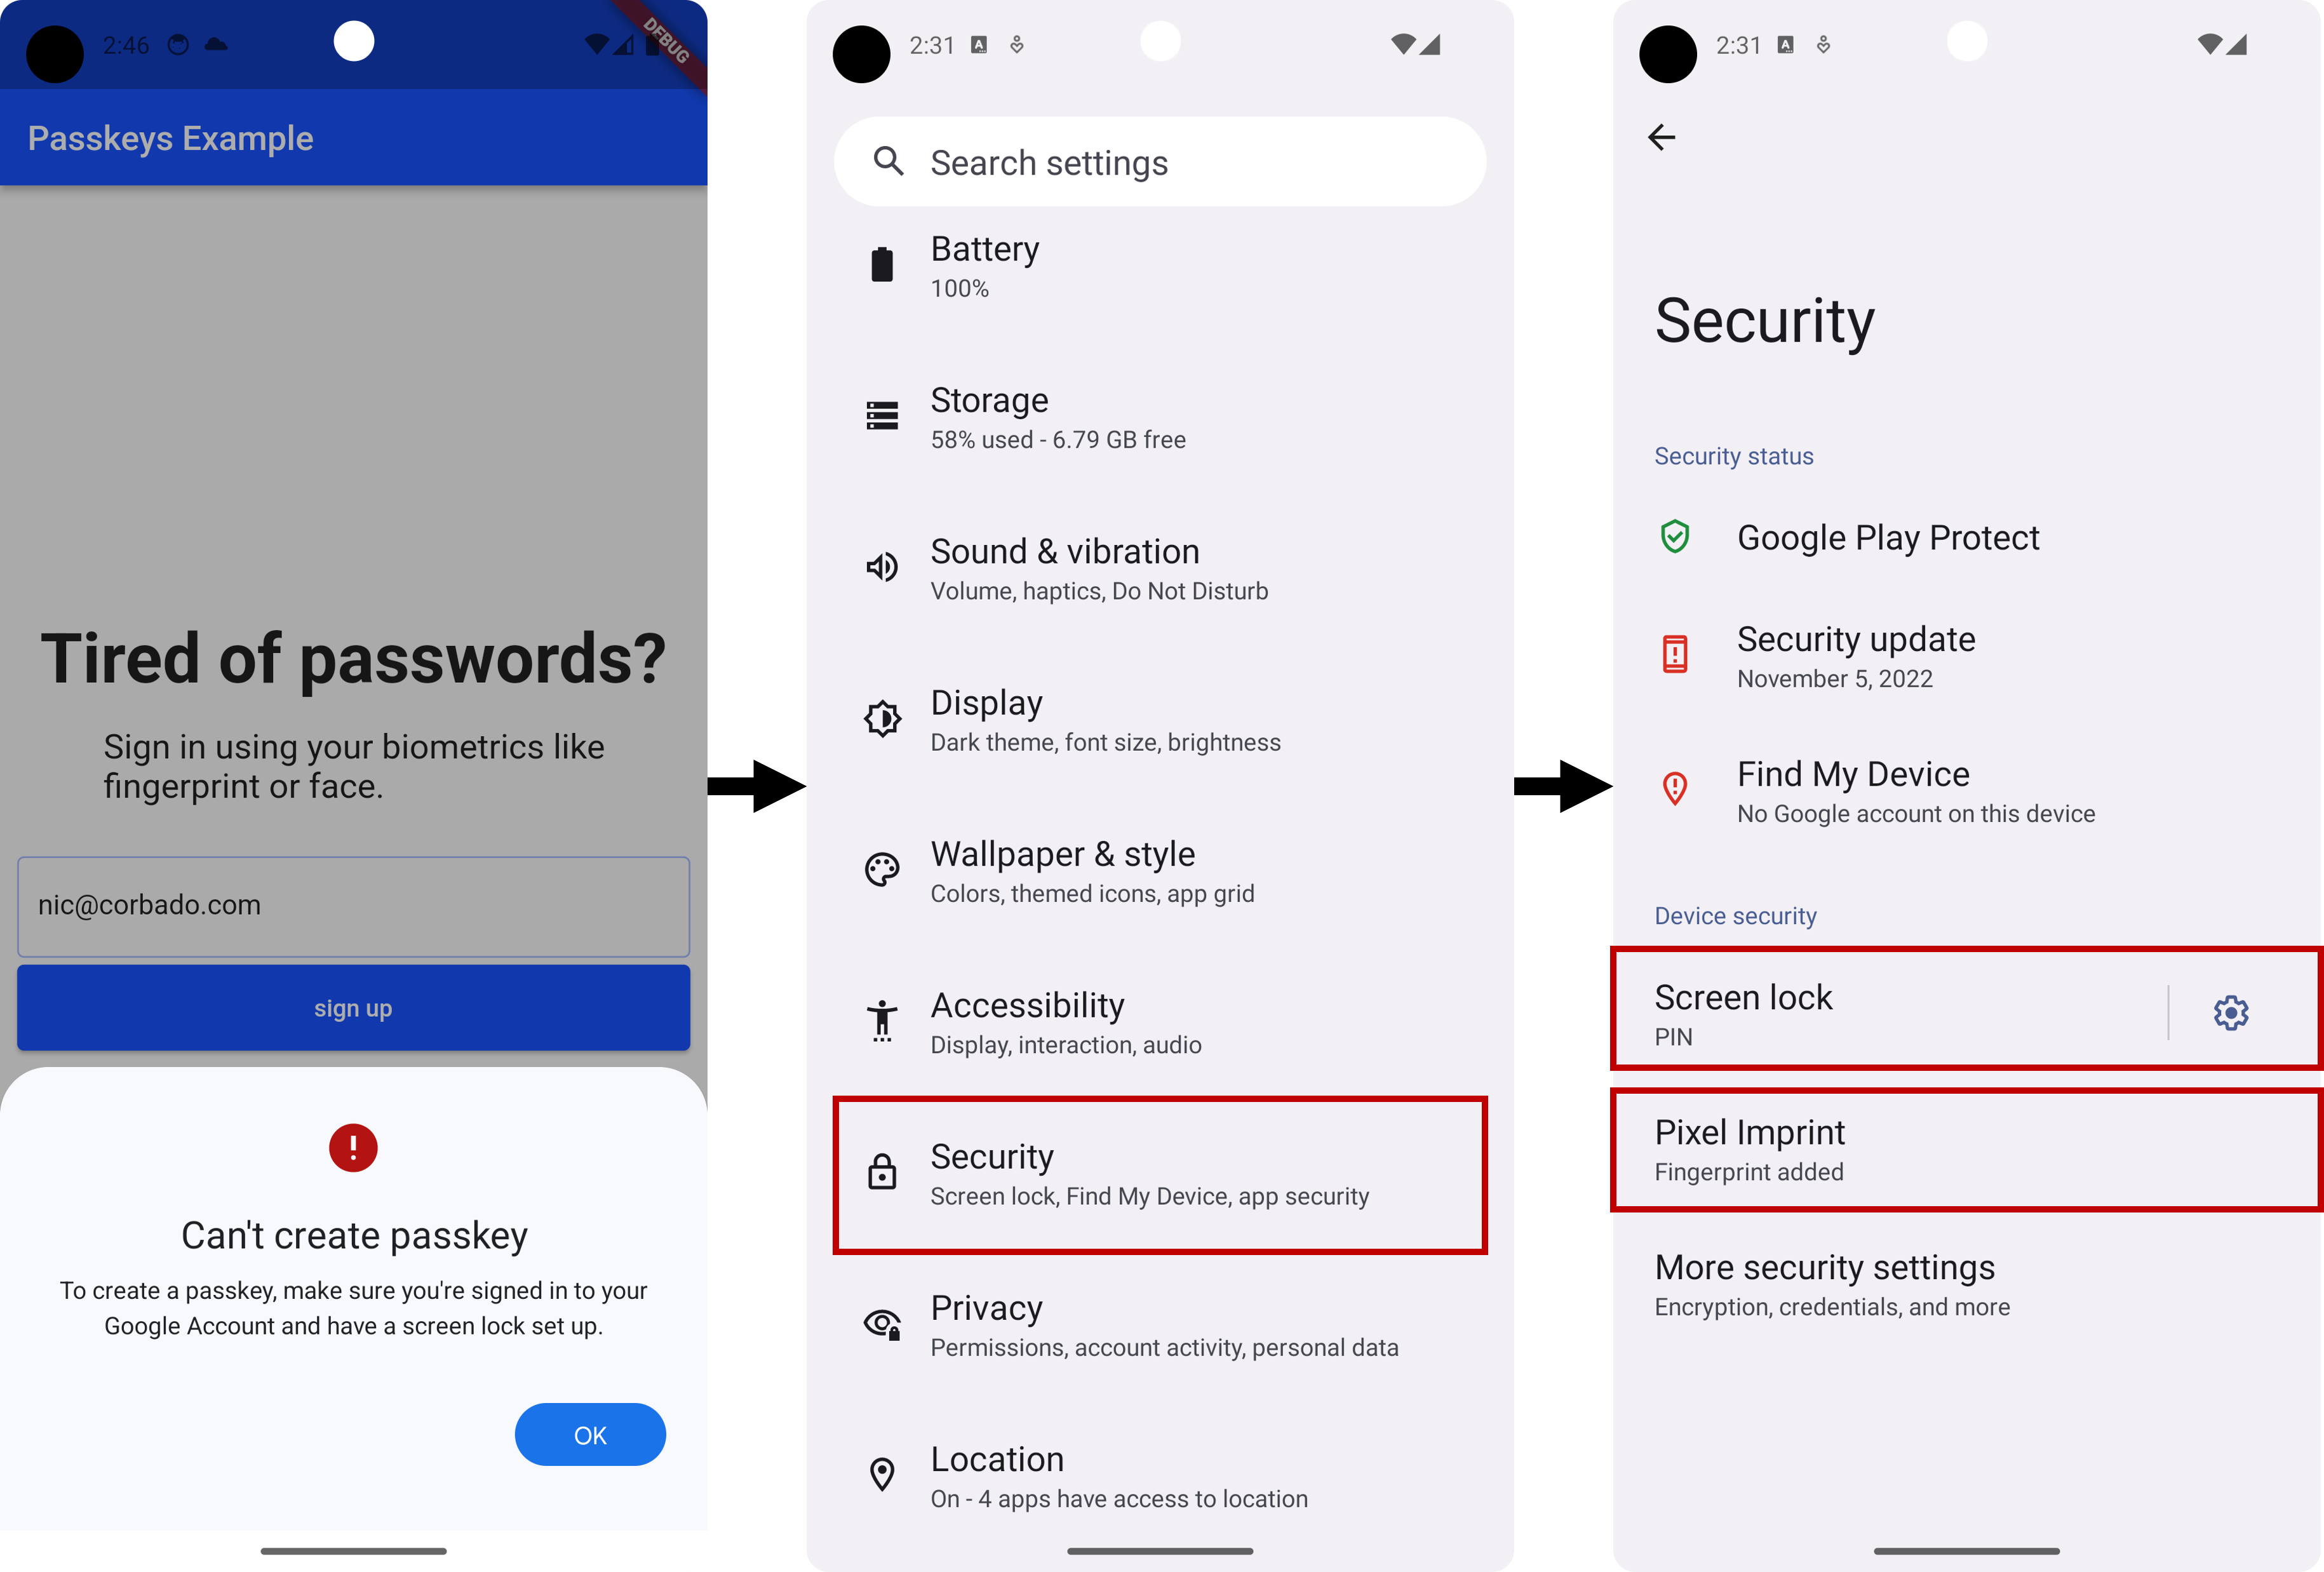 2:46
DEBUG
Passkeys Example
Tired of passwords?
Sign in using your biometrics like
fingerprint or face.
nic@corbado.com
sign up
!
Can't create passkey
To create a passkey, make sure you're signed in to your
Google Account and have a screen lock set up.
OK
2:31
A
Search settings
Battery
100%
Storage
58% used - 6.79 GB free
Sound & vibration
Volume, haptics, Do Not Disturb
Display
Dark theme, font size, brightness
Wallpaper & style
Colors, themed icons, app grid
Accessibility
Display, interaction, audio
Security
Screen lock, Find My Device, app security
Privacy
Permissions, account activity, personal data
Location
On - 4 apps have access to location
2:31
A
Security
Security status
Google Play Protect
Security update
November 5, 2022
Find My Device
No Google account on this device
Device security
Screen lock
PIN
Pixel Imprint
Fingerprint added
More security settings
Encryption, credentials, and more